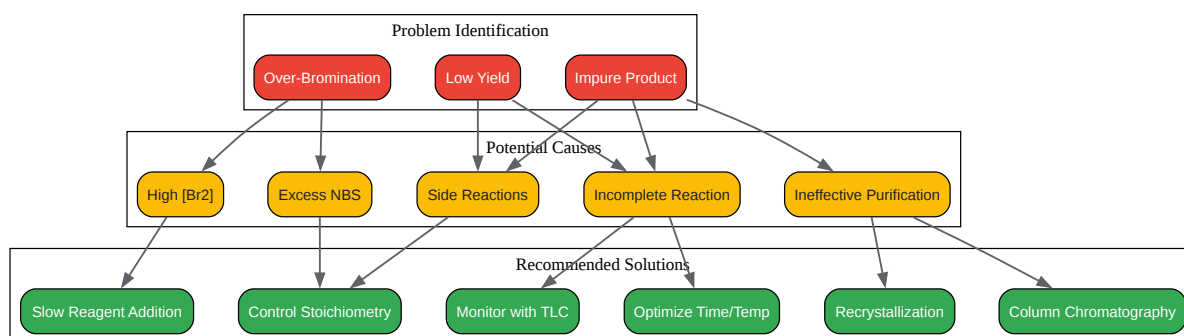 Problem Identification
Over-Bromination
Low Yield
Impure Product
Potential Causes
High [Br2]
Excess NBS
Side Reactions
Incomplete Reaction
Ineffective Purification
Recommended Solutions
Slow Reagent Addition
Control Stoichiometry
Monitor with TLC
Optimize Time/Temp
Recrystallization
Column Chromatography